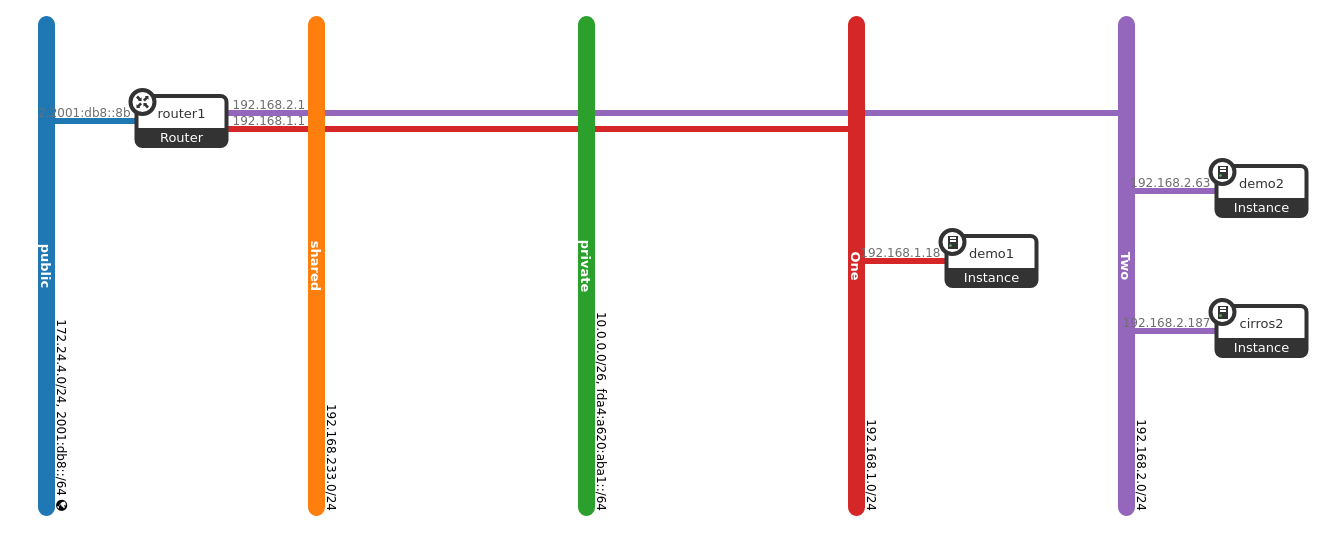 2001:db8::8b
router1
Router
192.168.2.1
192.168.1.1
demo2
Instance
192.168.2.63
demo1
Instance
192.168.1.18
cirros2
Instance
192.168.2.187
public
172.24.4.0/24, 2001:db8::/64
shared
192.168.233.0/24
private
10.0.0.0/26, fda4:a620:aba1::/64
One
192.168.1.0/24
Two
192.168.2.0/24